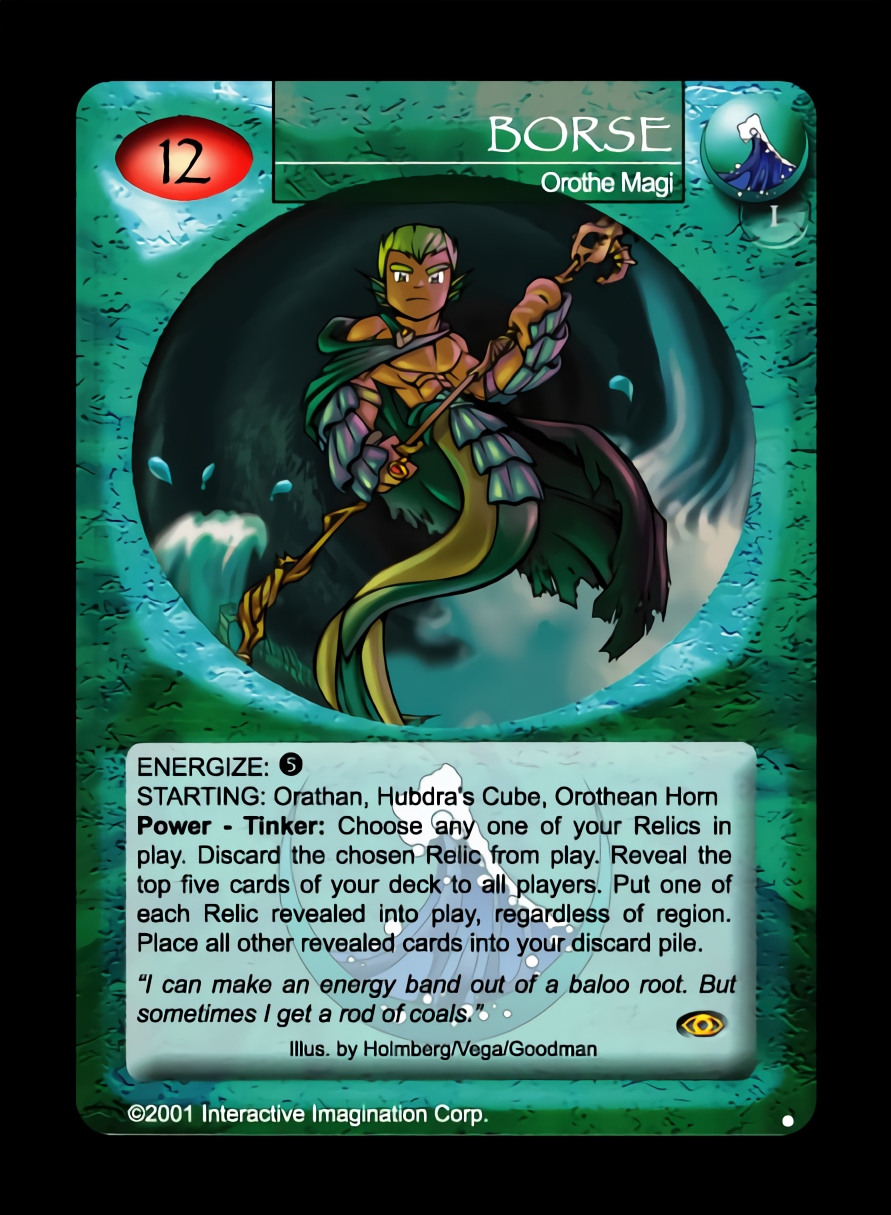 12
BORSE
Orothe Magi
I
ENERGIZE: 5
STARTING: Orathan, Hubdra's Cube, Orothean Horn
Power - Tinker: Choose any one of your Relics in
play. Discard the chosen Relic from play. Reveal the
top five cards of your deck to all players. Put one of
each Relic revealed into play, regardless of region.
Place all other revealed cards into your discard pile.
“I can make an energy band out of a baloo root. But
sometimes I get a rod of coals.”
Illus. by Holmberg/Vega/Goodman
©2001 Interactive Imagination Corp.